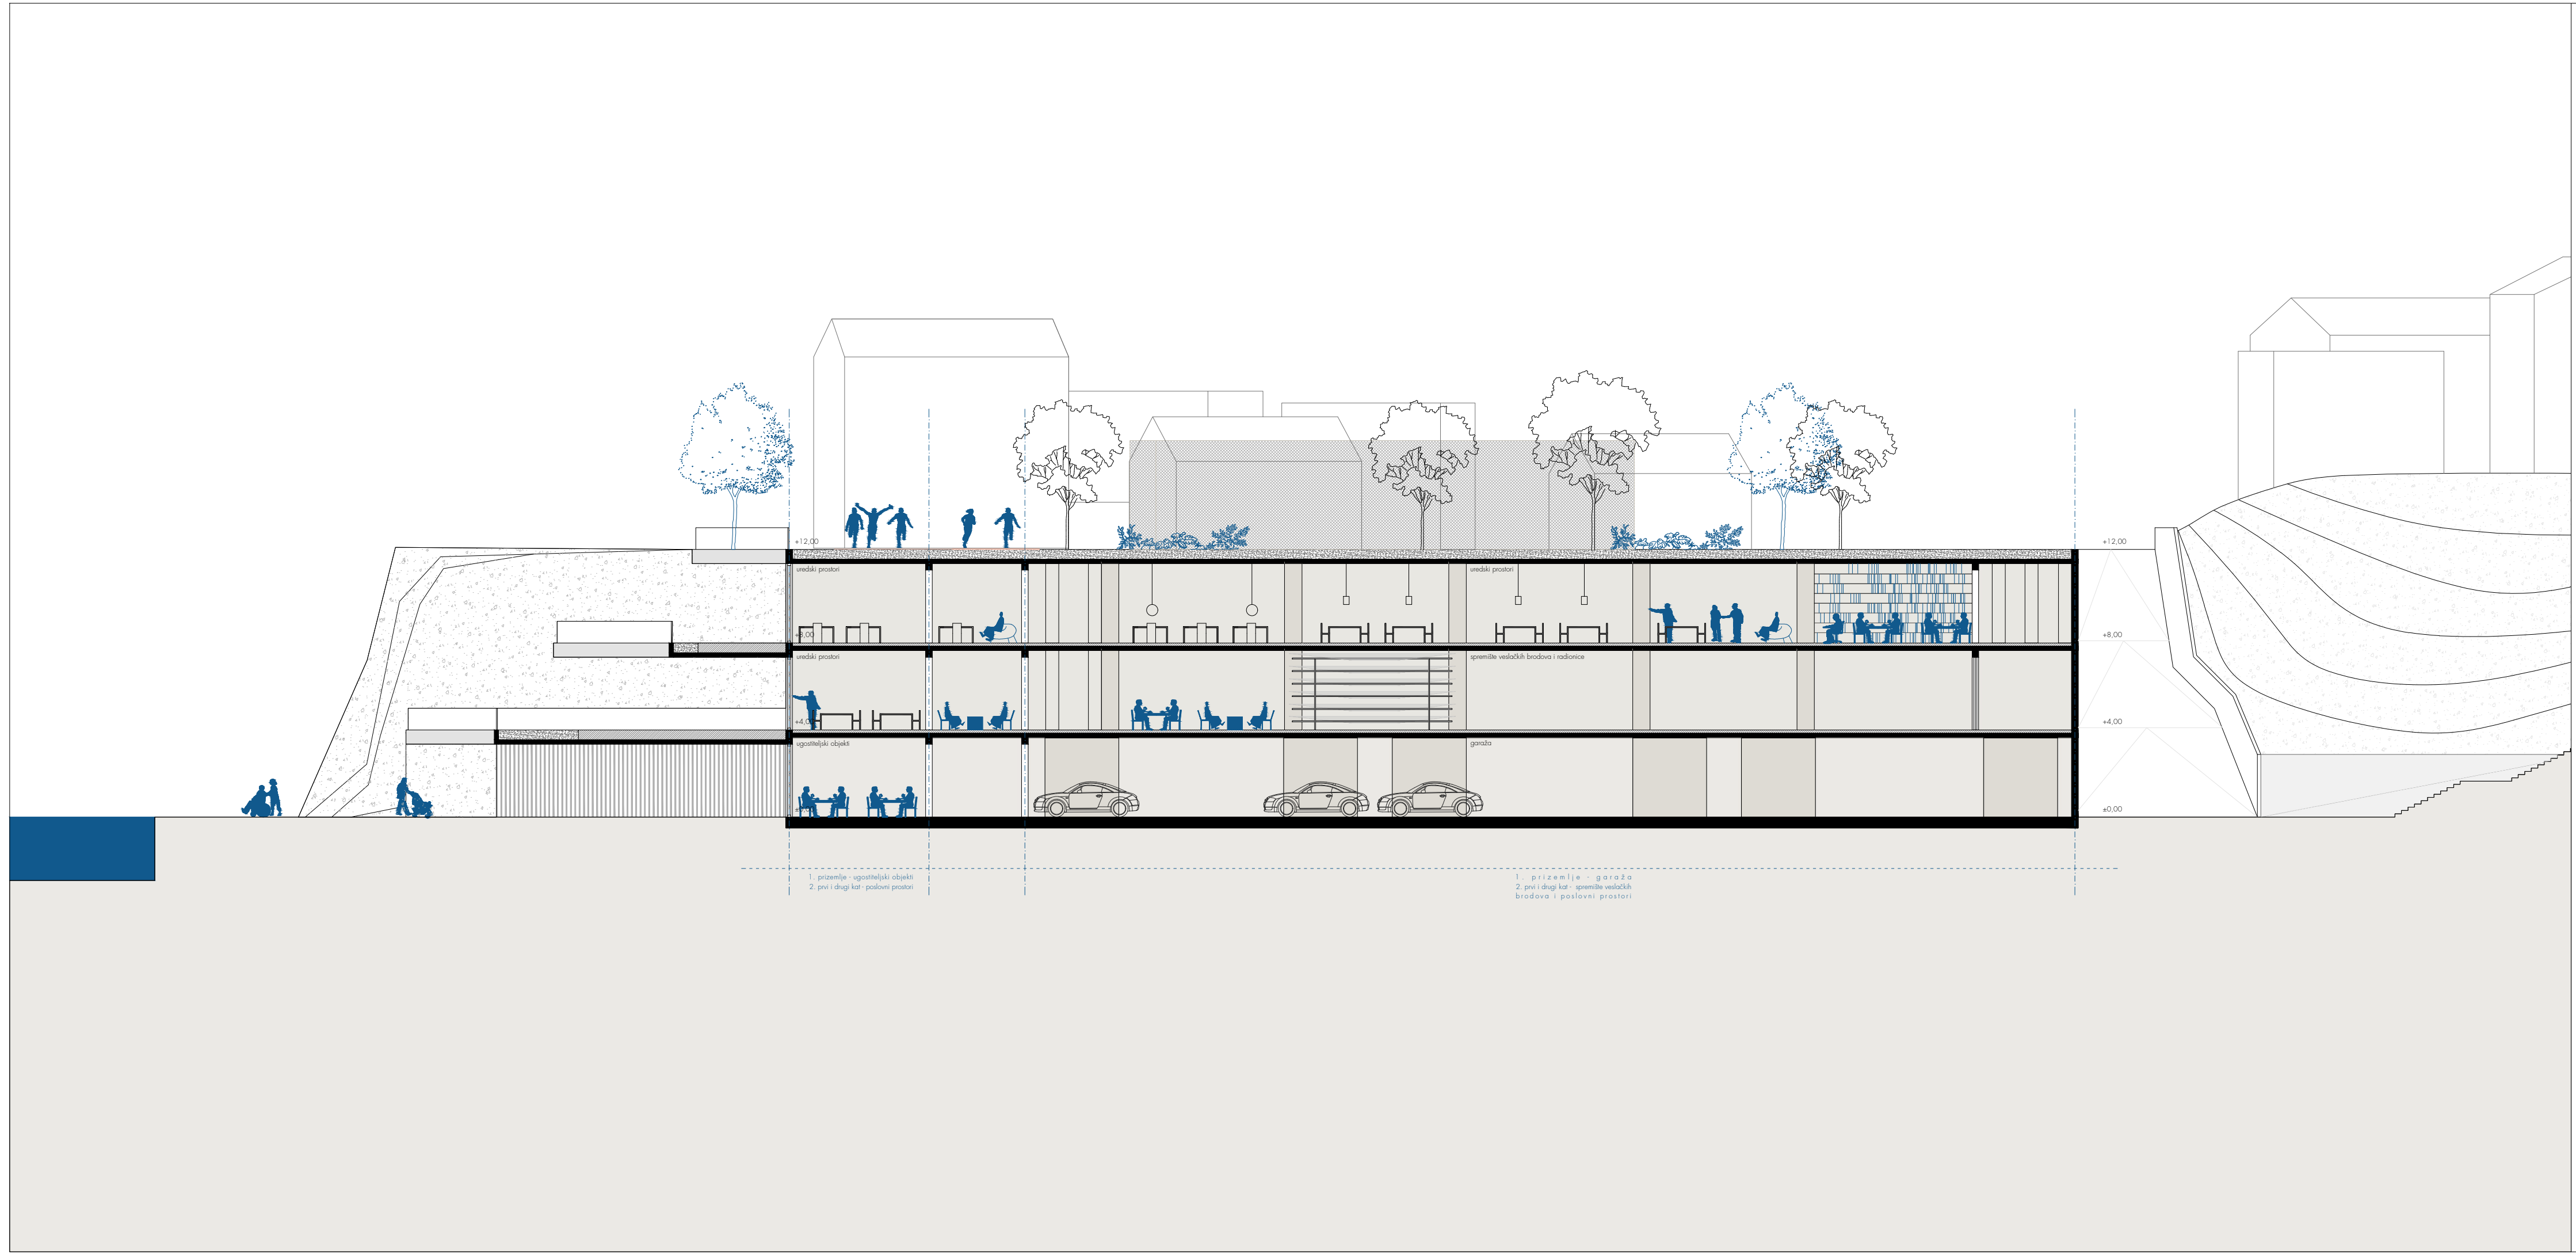 +12,00
+12,00
uredski prostori
uredski prostori
+8,00
+8,00
uredski prostori
spremište veslačkih brodova i radionice
+4,00
+4,00
ugostiteljski objekti
garaža
±0,00
1. prizemlje - ugostiteljski objekti
2. prvi i drugi kat - poslovni prostori
1. prizemlje - garaža
2. prvi i drugi kat - spremište veslačkih
brodova i poslovni prostori